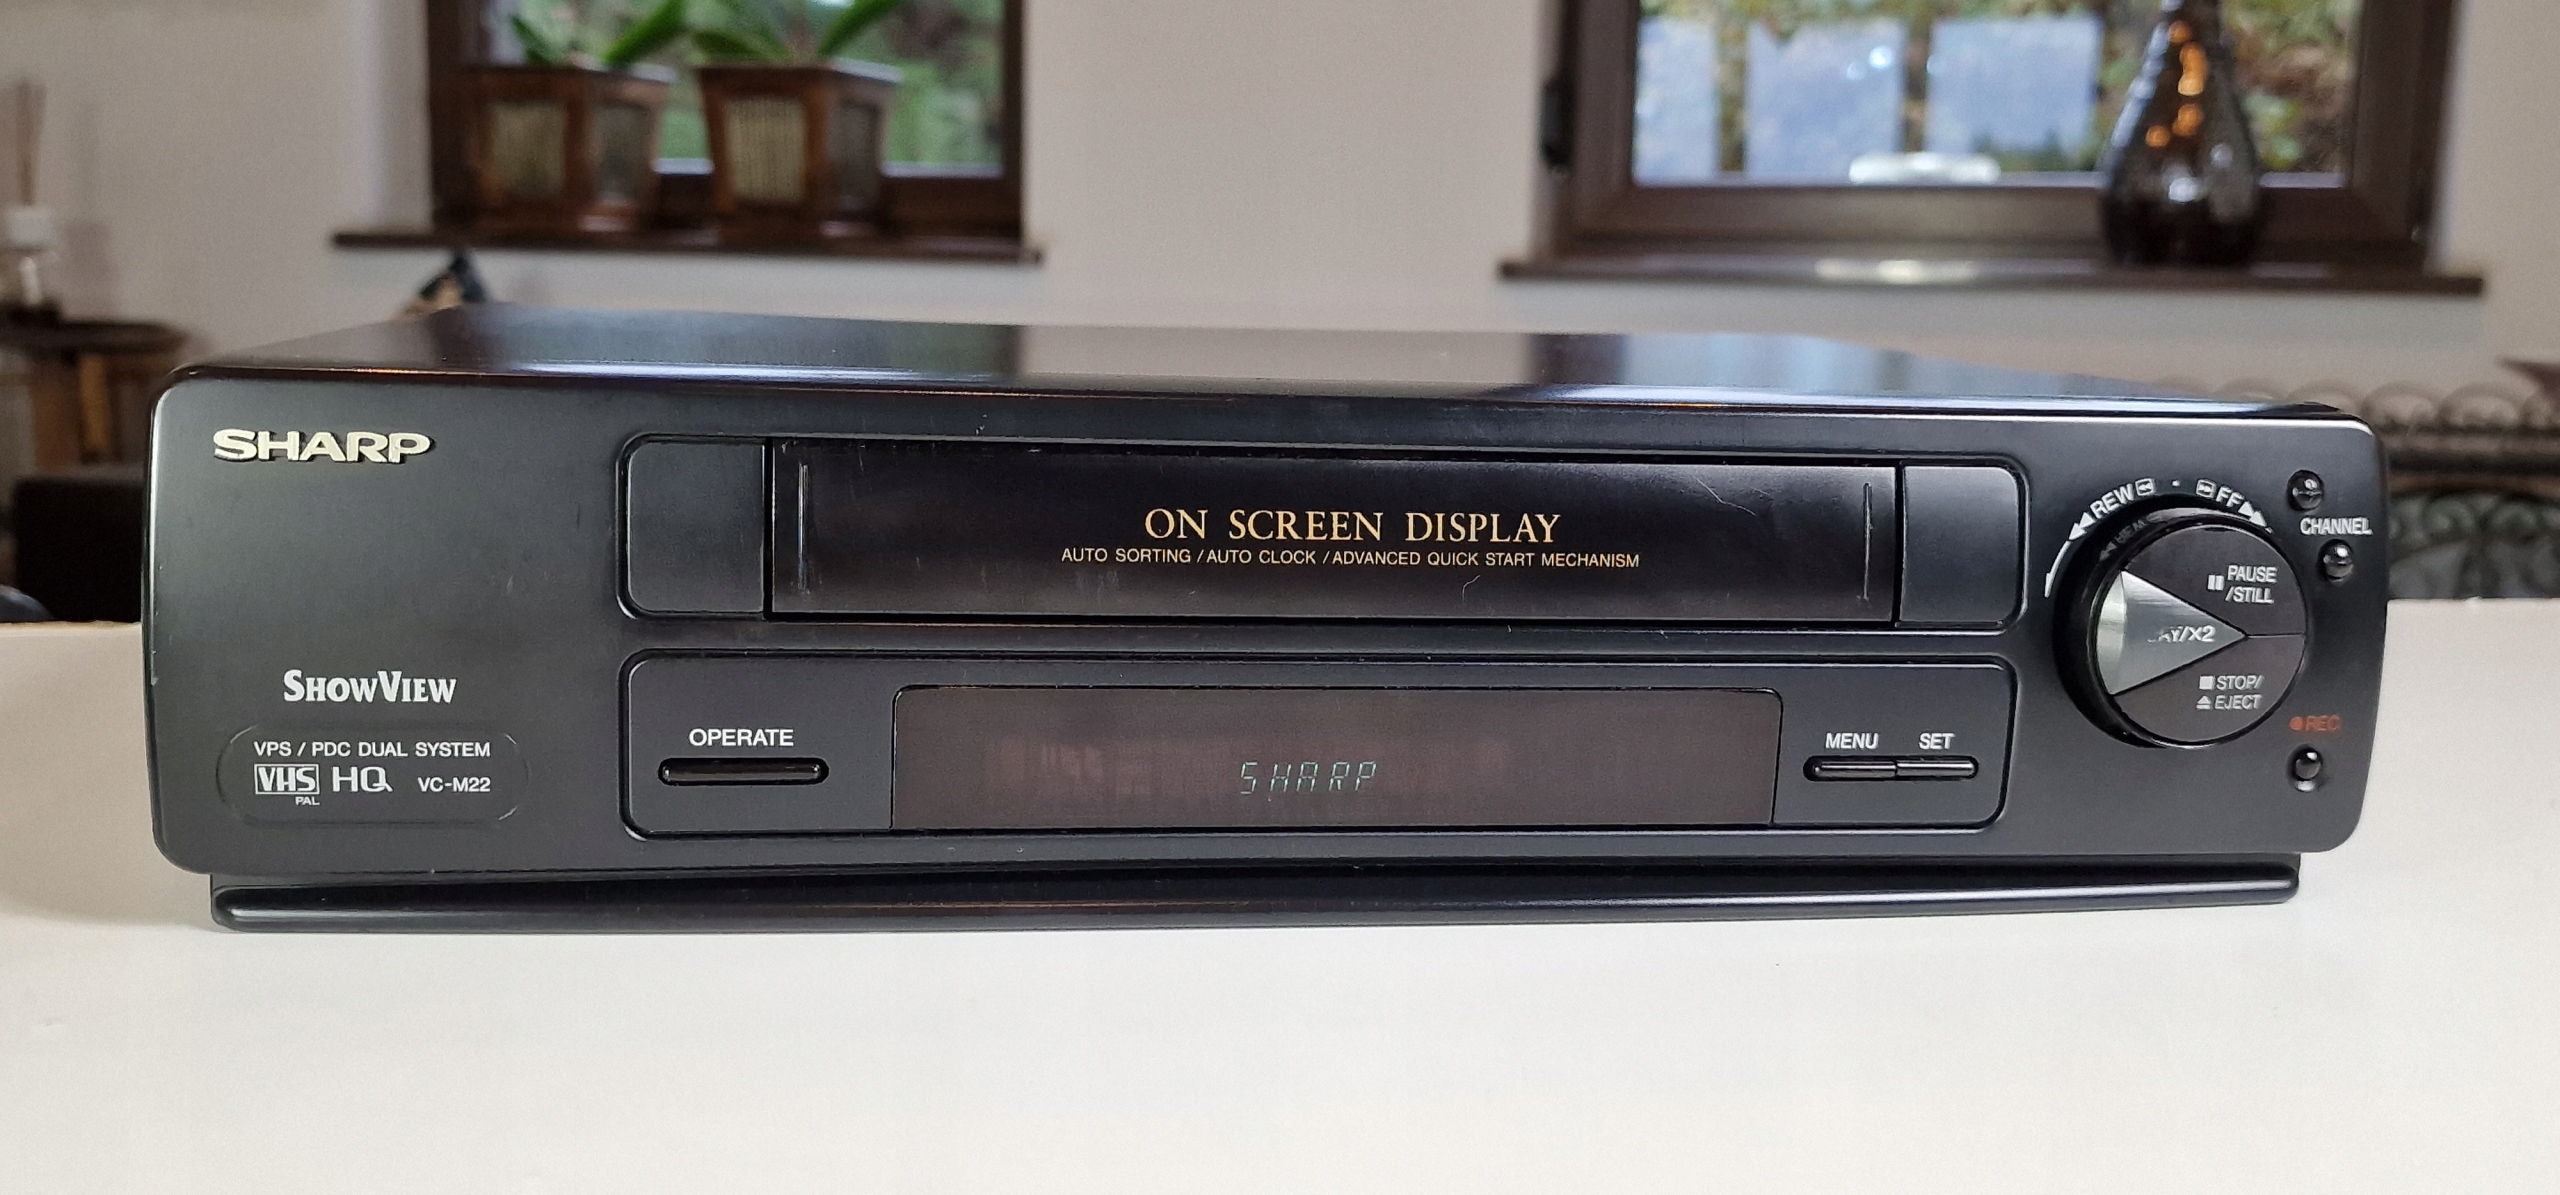 SHARP
ON SCREEN DISPLAY
AUTO SORTING / AUTO CLOCK / ADVANCED QUICK START MECHANISM
SHOWVIEW
VPS / PDC DUAL SYSTEM
VHS HQ VC-M22
PAL
OPERATE
SHARP
MENU SET
REW FF
CHANNEL
PAUSE
/STILL
/X2
STOP/
EJECT
REC